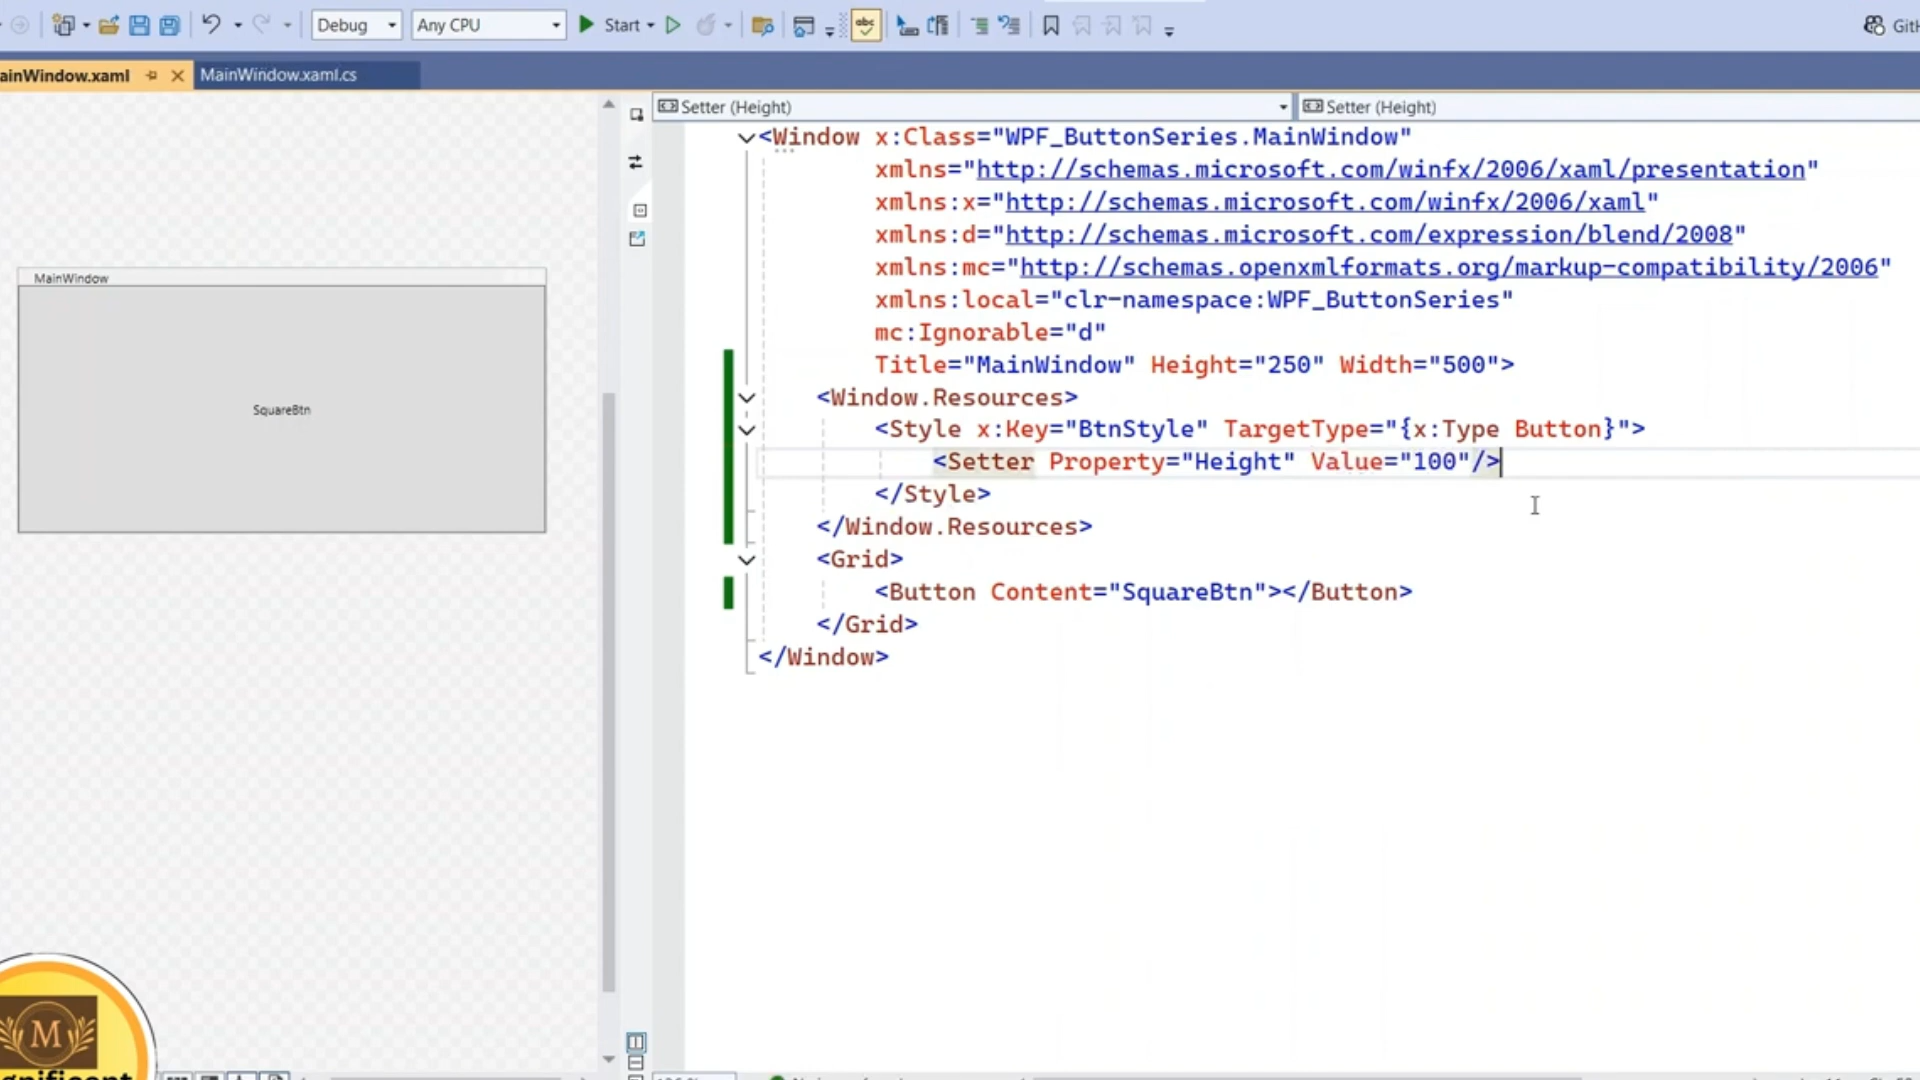 Debug
Any CPU
Start
abc
MainWindow.xaml.cs
Setter (Height)
Setter (Height)
<Window x:Class="WPF_ButtonSeries.MainWindow"
xmlns="http://schemas.microsoft.com/winfx/2006/xaml/presentation"
xmlns:x="http://schemas.microsoft.com/winfx/2006/xaml"
xmlns:d="http://schemas.microsoft.com/expression/blend/2008"
xmlns:mc="http://schemas.openxmlformats.org/markup-compatibility/2006"
xmlns:local="clr-namespace:WPF_ButtonSeries"
mc:Ignorable="d"
Title="MainWindow" Height="250" Width="500">
<Window.Resources>
<Style x:Key="BtnStyle" TargetType="{x:Type Button}">
<Setter Property="Height" Value="100"/>
</Style>
</Window.Resources>
<Grid>
<Button Content="SquareBtn"></Button>
</Grid>
</Window>
MainWindow
SquareBtn
M